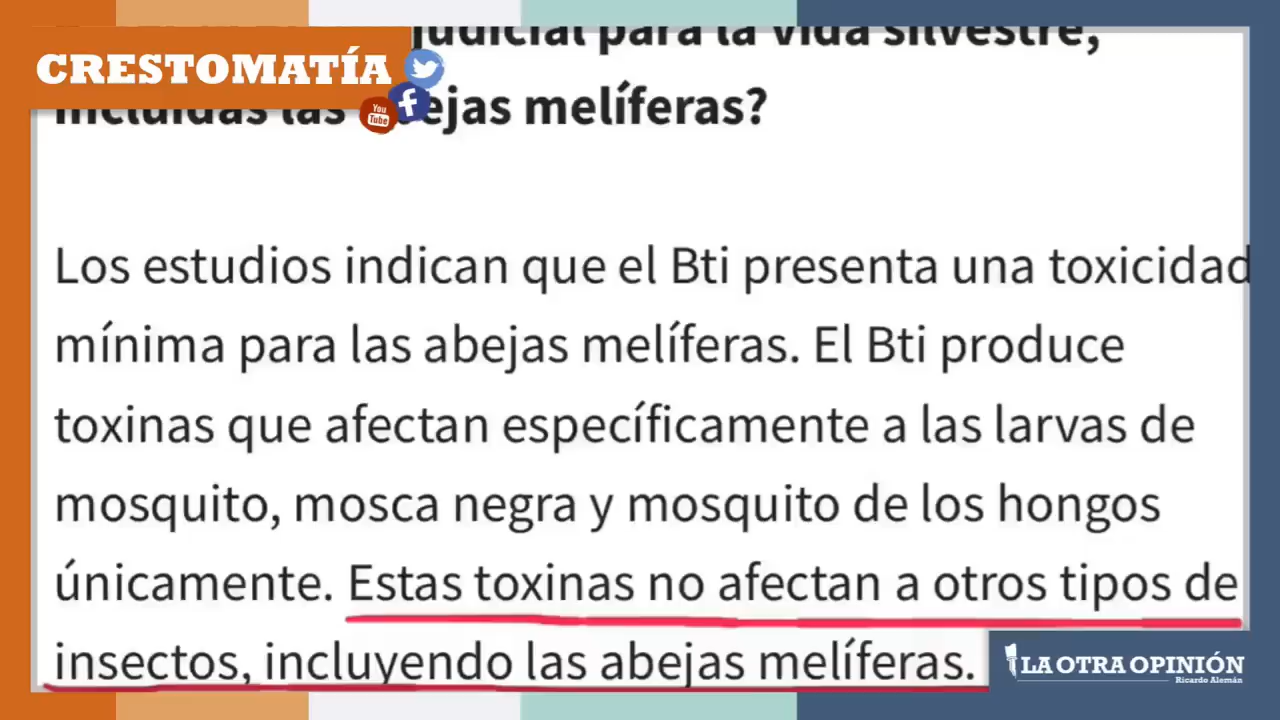 CRESTOMATÍA
judicial para la vida silvestre,
incluidas las abejas melíferas?
You
Tube
Los estudios indican que el Bti presenta una toxicidad
mínima para las abejas melíferas. El Bti produce
toxinas que afectan específicamente a las larvas de
mosquito, mosca negra y mosquito de los hongos
únicamente. Estas toxinas no afectan a otros tipos de
insectos, incluyendo las abejas melíferas.
LA OTRA OPINIÓN
Ricardo Alemán